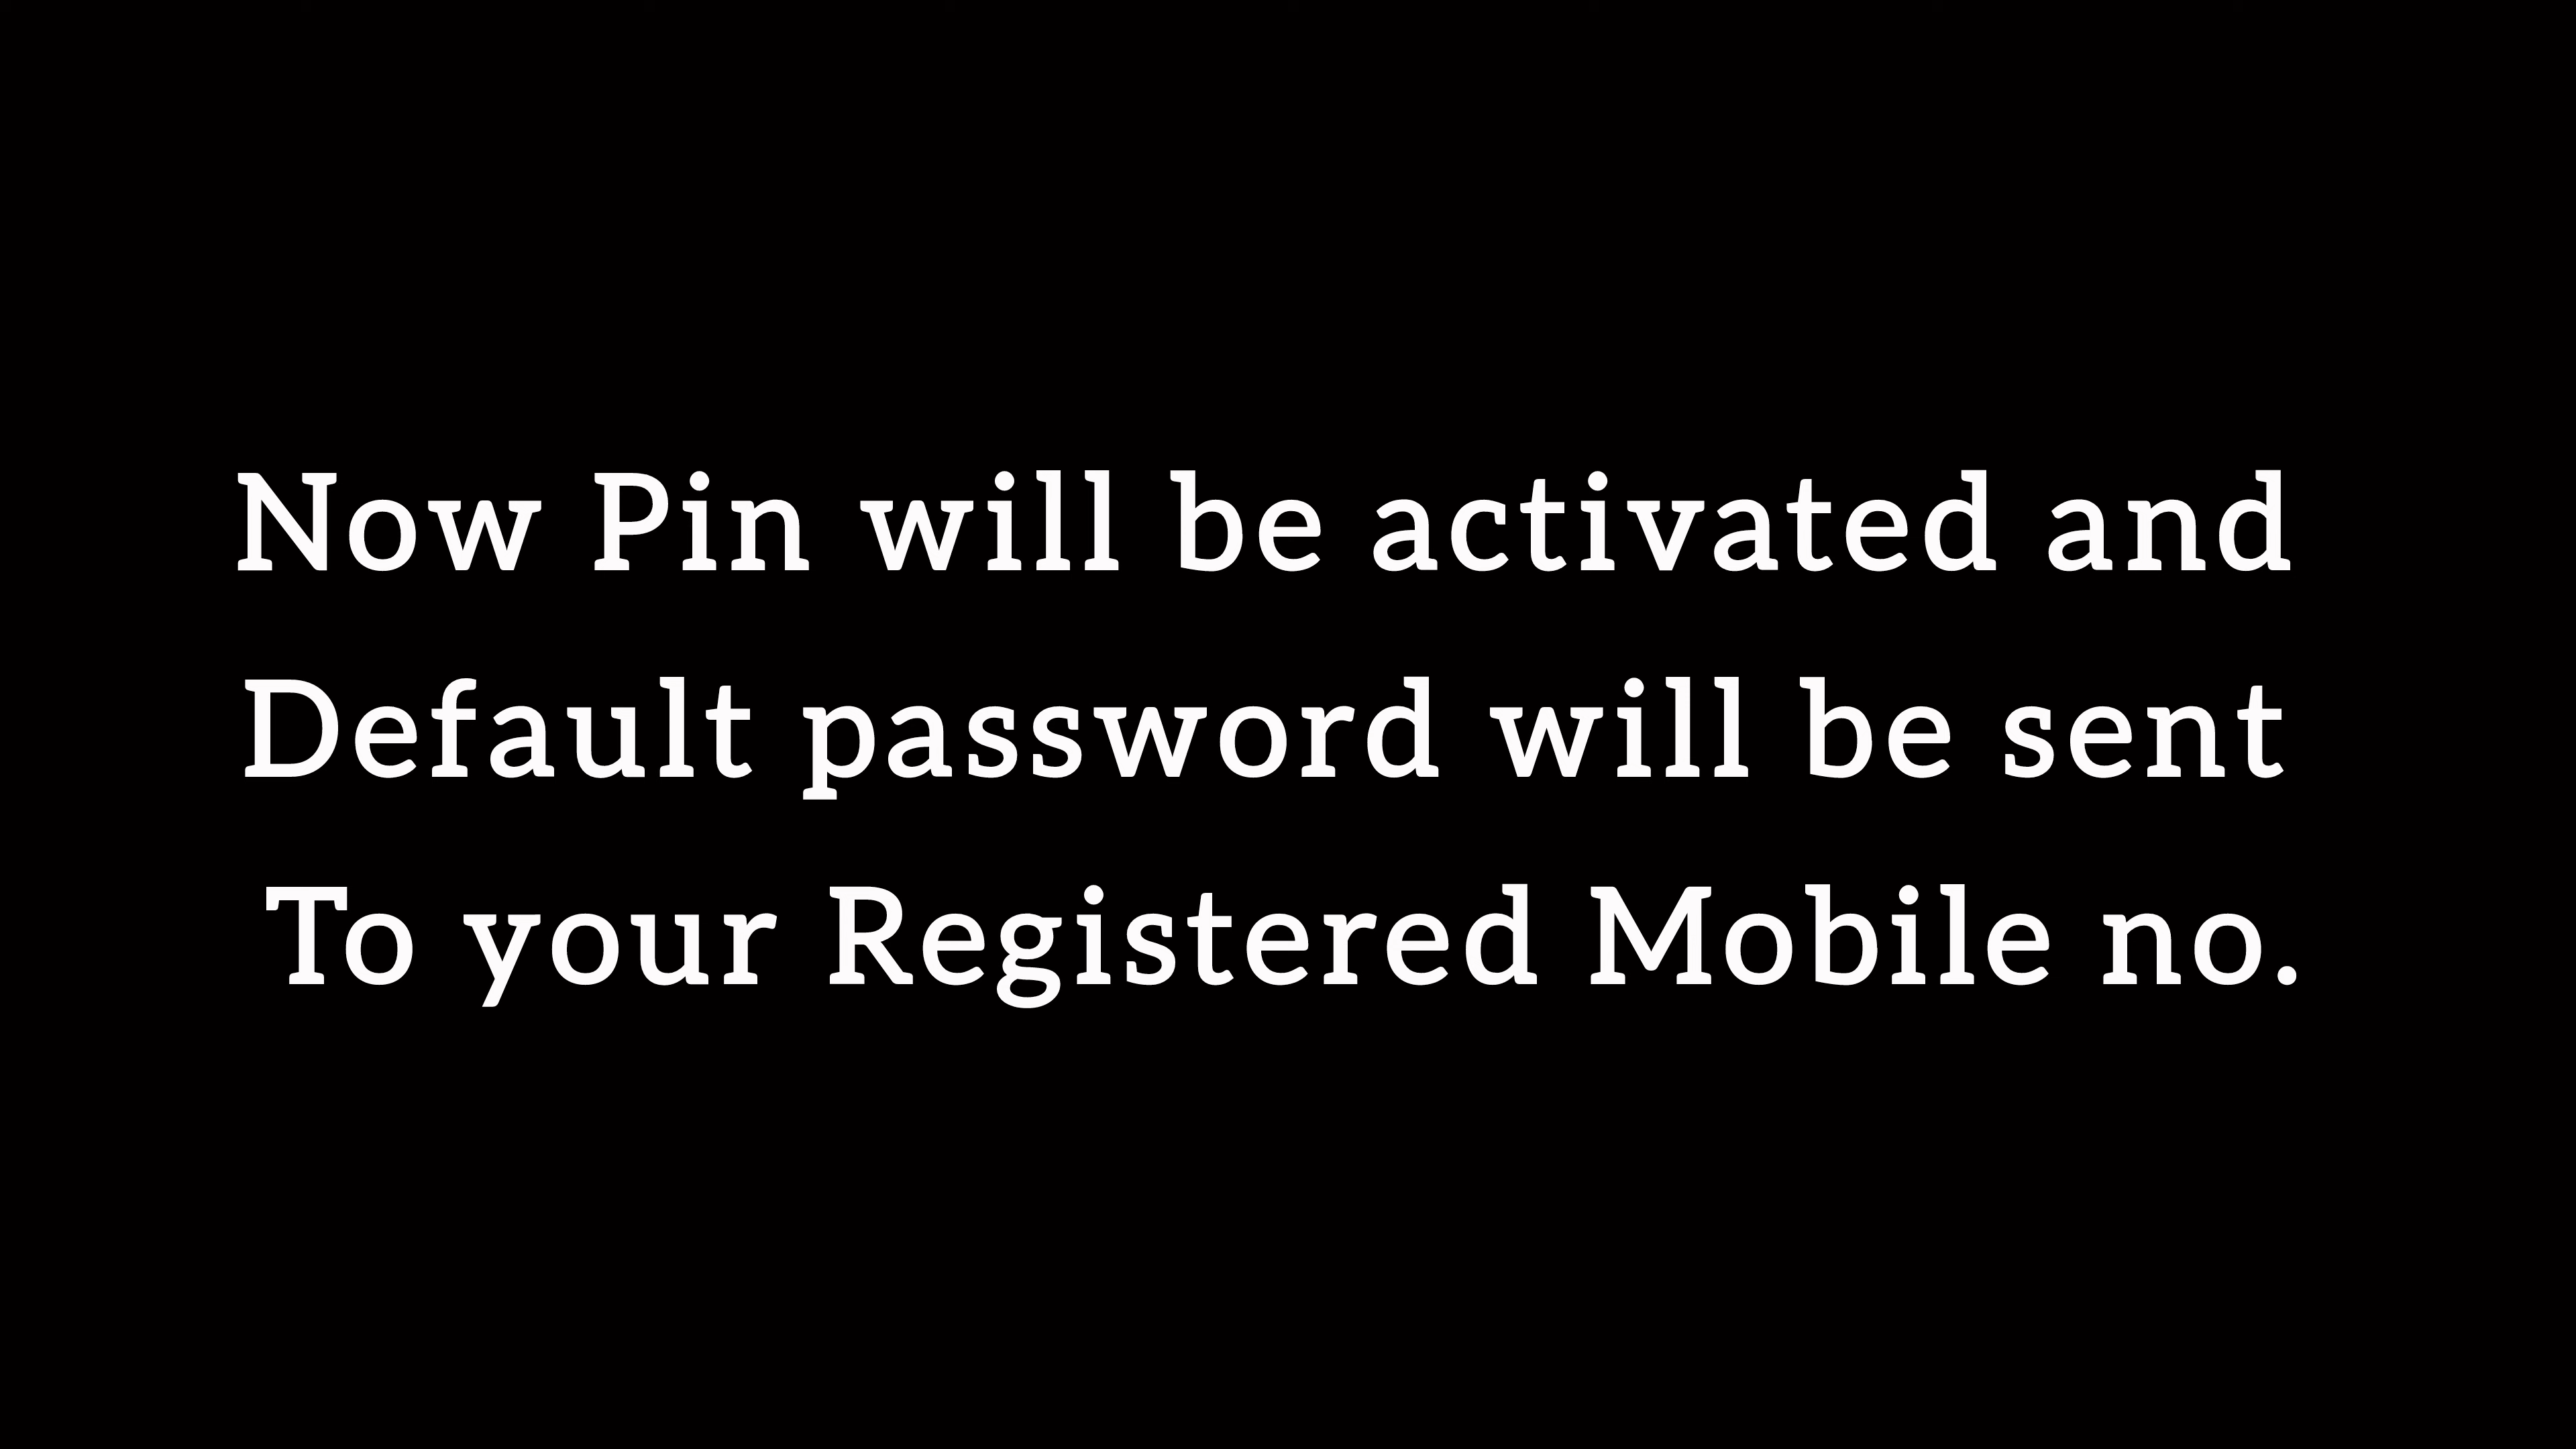 Now Pin will be activated and
Default password will be sent
To your Registered Mobile no.